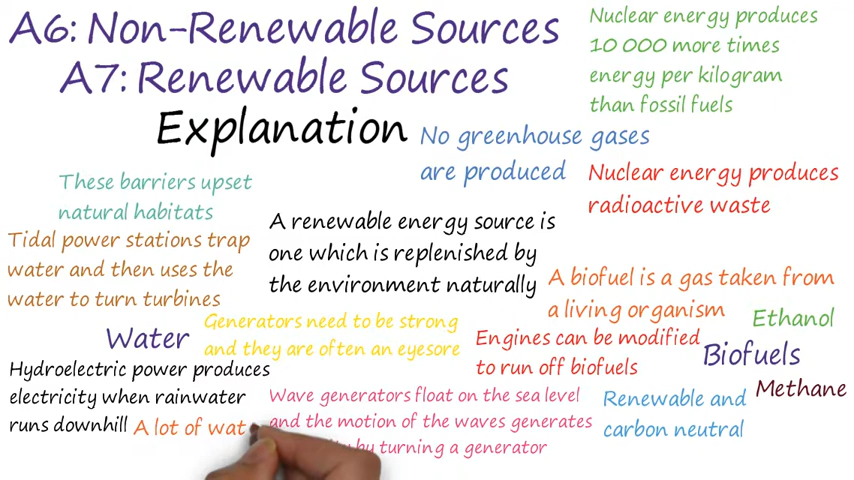 A6: Non-Renewable Sources
A7: Renewable Sources
Explanation
Nuclear energy produces
10 000 more times
energy per kilogram
than fossil fuels
No greenhouse gases
are produced
Nuclear energy produces
radioactive waste
These barriers upset
natural habitats
Tidal power stations trap
water and then uses the
water to turn turbines
A renewable energy source is
one which is replenished by
the environment naturally
A biofuel is a gas taken from
a living organism
Ethanol
Water
Generators need to be strong
and they are often an eyesore
Engines can be modified
to run off biofuels
Biofuels
Methane
Hydroelectric power produces
electricity when rainwater
runs downhill
A lot of wat
Wave generators float on the sea level
and the motion of the waves generates
by turning a generator
Renewable and
carbon neutral